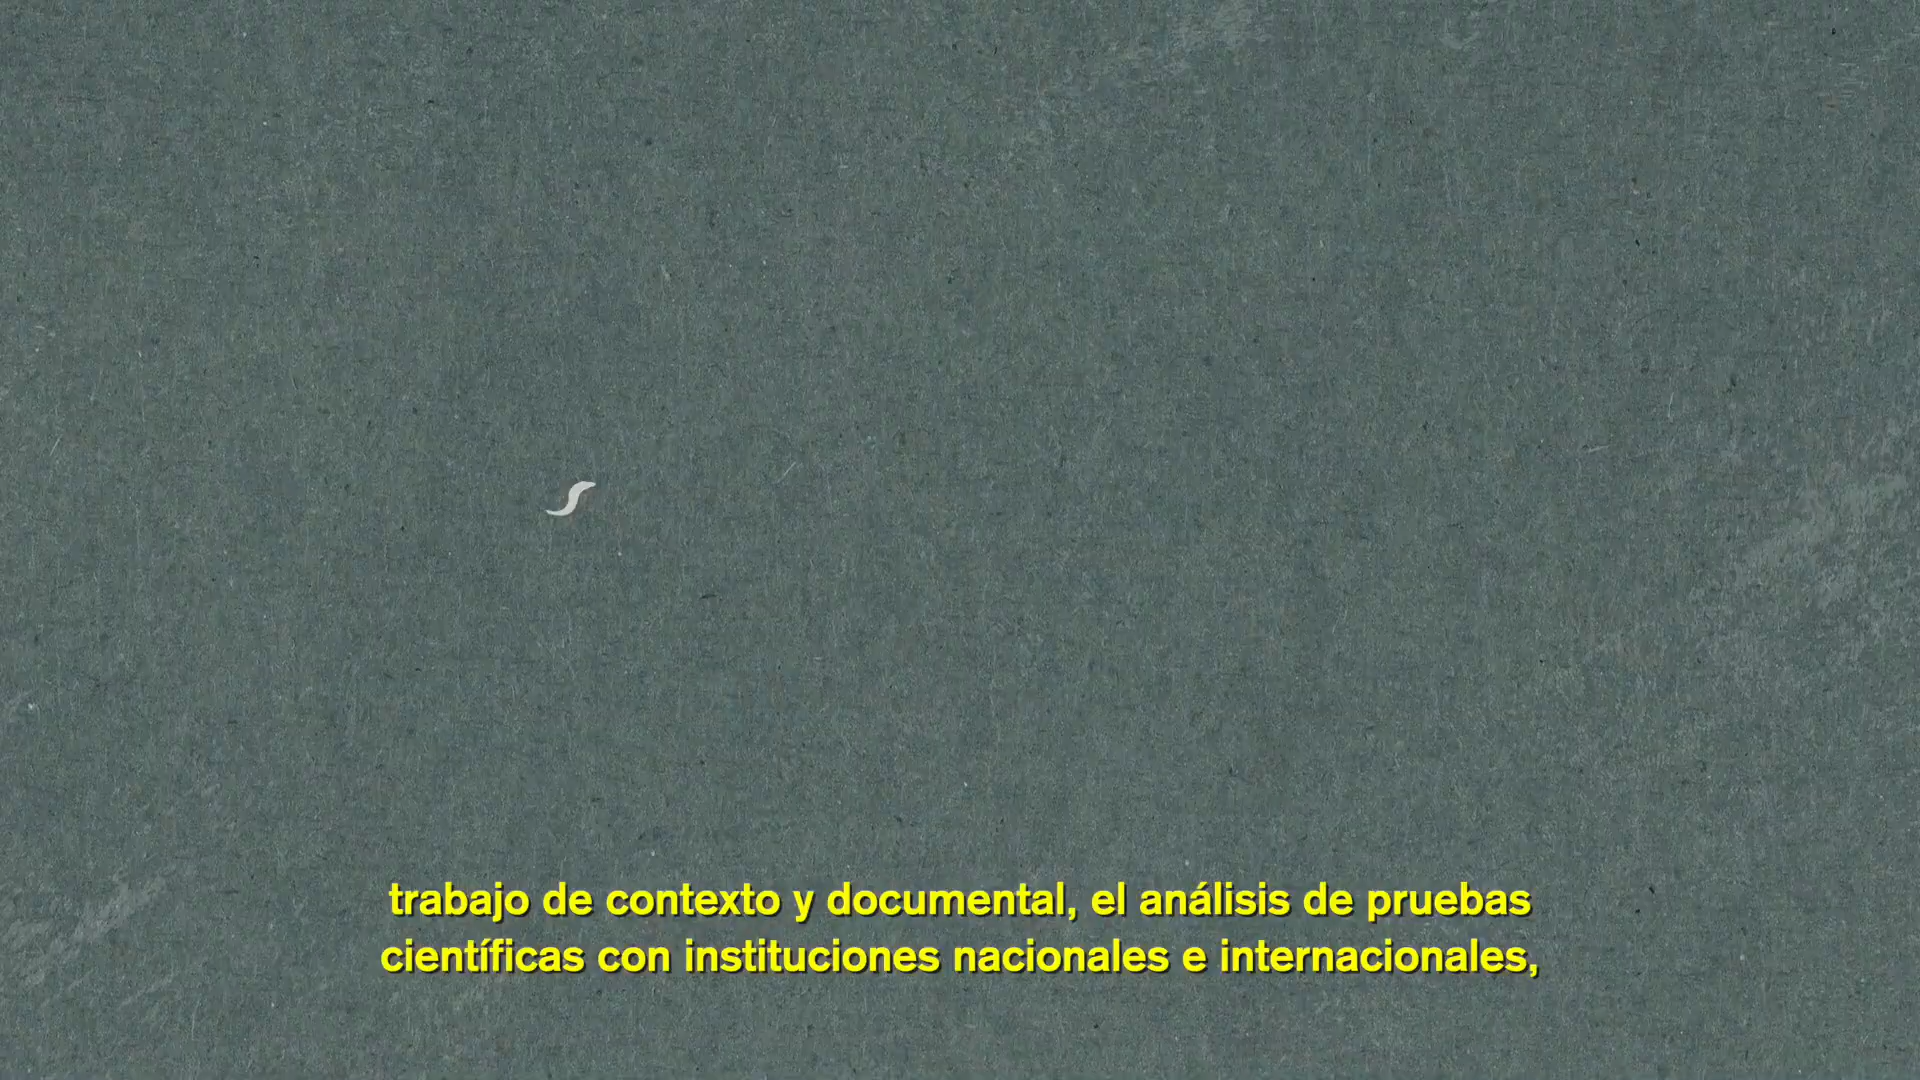 trabajo de contexto y documental, el análisis de pruebas
científicas con instituciones nacionales e internacionales,